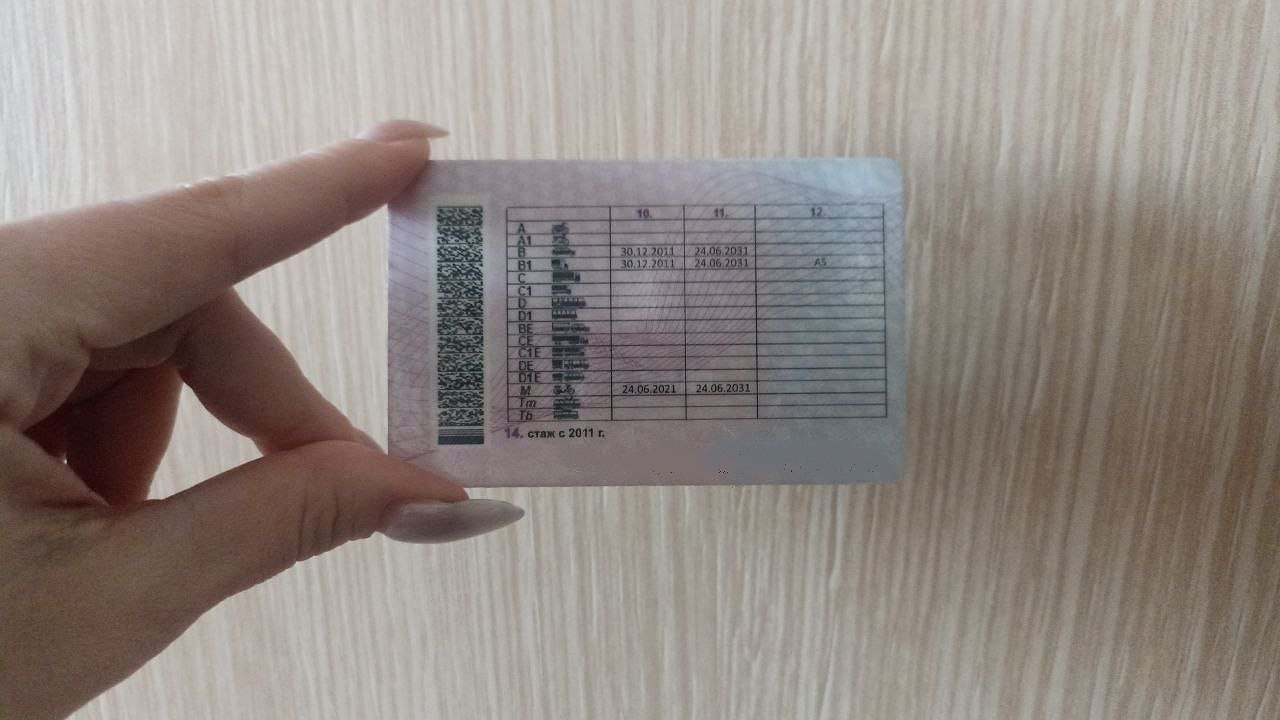 10. 11. 12.
A
A1
B 30.12.2011 24.06.2031
B1 30.12.2011 24.06.2031 AS
C
C1
D
D1
BE
CE
C1E
DE
D1E
M 24.06.2021 24.06.2031
Tm
Tb
14. стаж с 2011 г.